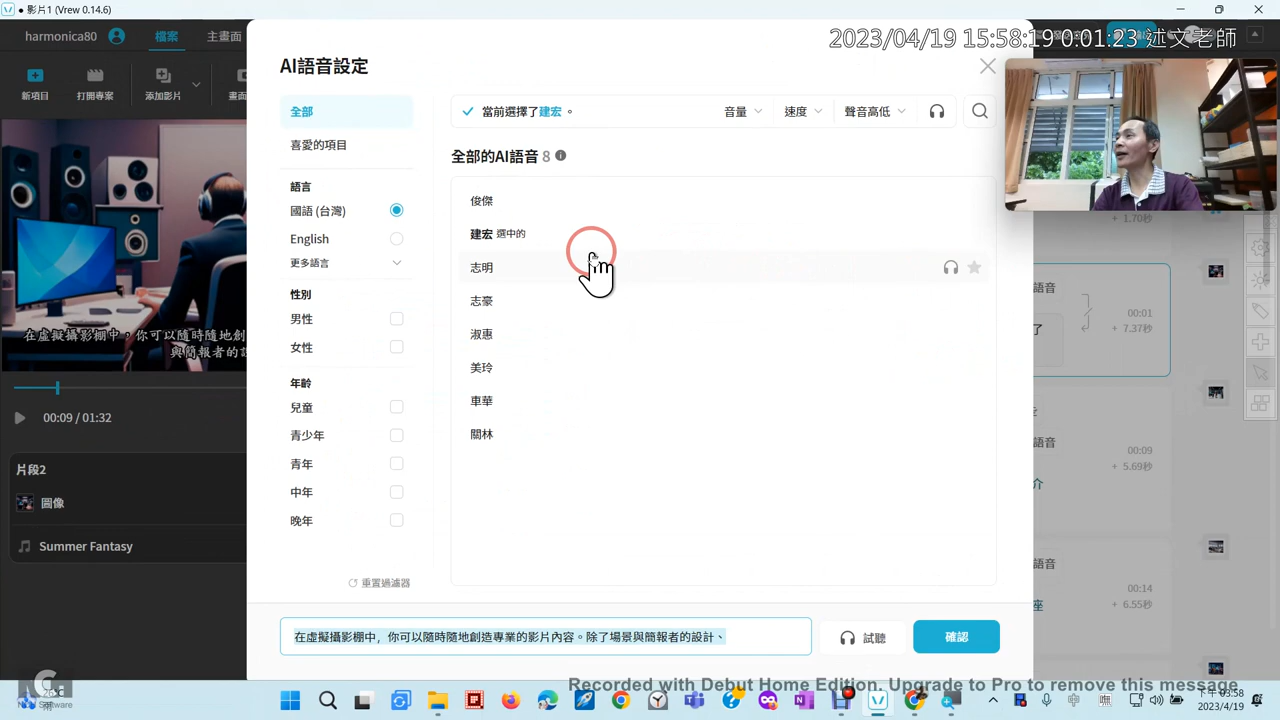 ● 影片1 (Vrew 0.14.6)
harmonica80
檔案
主畫面
2023/04/19 15:58:19 0:01:23 述文老師
新項目
打開專案
添加影片
AI語音設定
全部
喜愛的項目
語言
國語 (台灣)
English
更多語言
性別
男性
女性
年齡
兒童
青少年
青年
中年
晚年
重置過濾器
當前選擇了建宏 。
音量
速度
聲音高低
全部的AI語音 8
俊傑
建宏 選中的
志明
志豪
淑惠
美玲
車華
關林
在虛擬攝影棚中，你可以隨時隨地創造專業的影片內容。除了場景與簡報者的設計、
試聽
確認
在虛擬攝影棚中，你可以隨時隨地創
與簡報者的設
00:09 / 01:32
片段2
圖像
Summer Fantasy
+ 1.70秒
語音
00:01
+ 7.37秒
了
語音
00:09
+ 5.69秒
介
語音
00:14
+ 6.55秒
座
Recorded with Debut Home Edition. Upgrade to Pro to remove this message.
Software
下午 03:58
2023/4/19